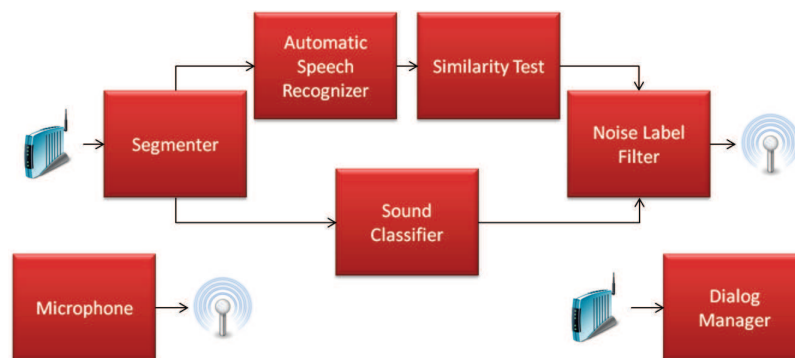 Automatic
Speech
Recognizer
Similarity Test
Segmenter
Noise Label
Filter
Sound
Classifier
Microphone
Dialog
Manager